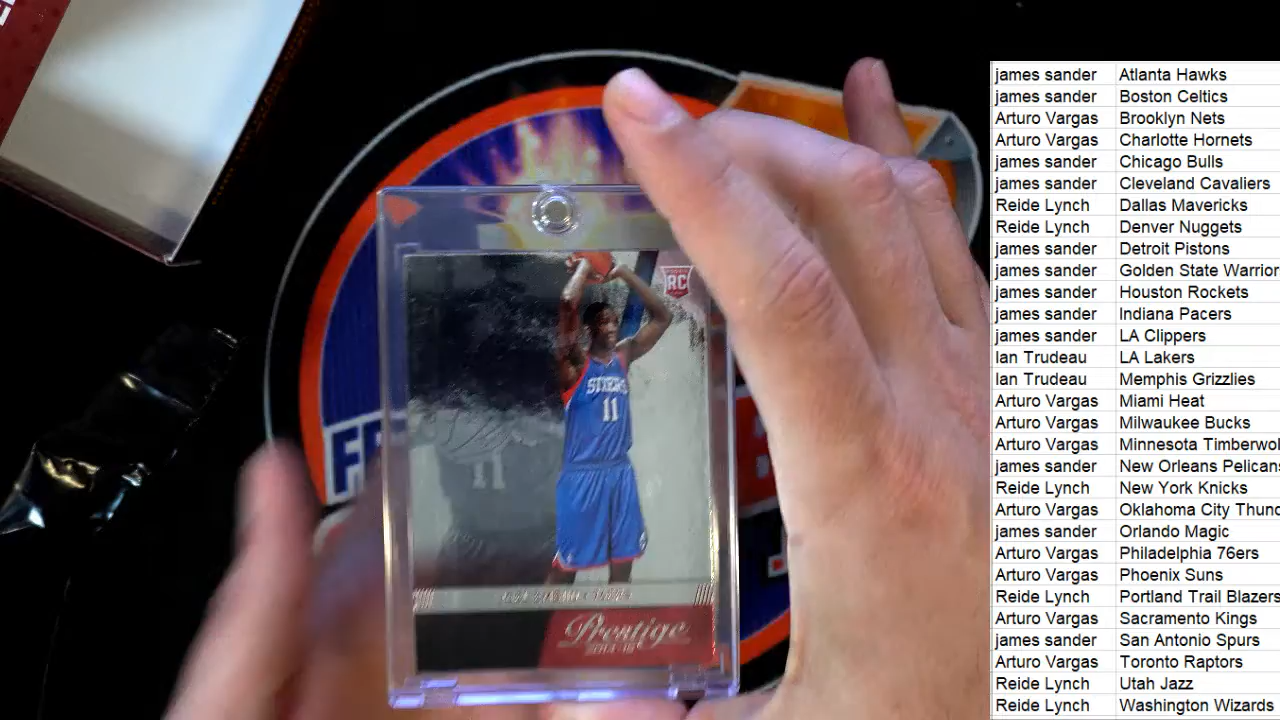 RC
SIXERS
11
11
Prestige
james sander Atlanta Hawks
james sander Boston Celtics
Arturo Vargas Brooklyn Nets
Arturo Vargas Charlotte Hornets
james sander Chicago Bulls
james sander Cleveland Cavaliers
Reide Lynch Dallas Mavericks
Reide Lynch Denver Nuggets
james sander Detroit Pistons
james sander Golden State Warrior
james sander Houston Rockets
james sander Indiana Pacers
james sander LA Clippers
Ian Trudeau LA Lakers
Ian Trudeau Memphis Grizzlies
Arturo Vargas Miami Heat
Arturo Vargas Milwaukee Bucks
Arturo Vargas Minnesota Timberwol
james sander New Orleans Pelicans
Reide Lynch New York Knicks
Arturo Vargas Oklahoma City Thund
james sander Orlando Magic
Arturo Vargas Philadelphia 76ers
Arturo Vargas Phoenix Suns
Reide Lynch Portland Trail Blazers
Arturo Vargas Sacramento Kings
james sander San Antonio Spurs
Arturo Vargas Toronto Raptors
Reide Lynch Utah Jazz
Reide Lynch Washington Wizards